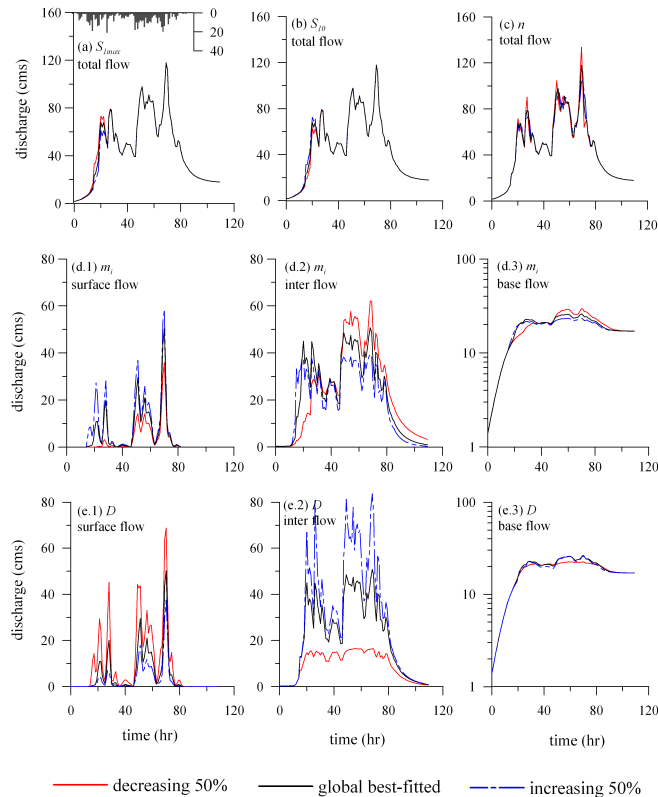 160
120
80
40
0
discharge (cms)
(a) S1mac
total flow
0
20
40
0 40 80 120
160
120
80
40
0
(b) S10
total flow
0 40 80 120
160
120
80
40
0
(c) n
total flow
0 40 80 120
80
60
40
20
0
discharge (cms)
(d.1) mi
surface flow
0 40 80 120
80
60
40
20
0
(d.2) mi
inter flow
0 40 80 120
100
10
1
(d.3) mi
base flow
0 40 80 120
80
60
40
20
0
discharge (cms)
(e.1) D
surface flow
0 40 80 120
time (hr)
80
60
40
20
0
(e.2) D
inter flow
0 40 80 120
time (hr)
100
10
1
(e.3) D
base flow
0 40 80 120
time (hr)
decreasing 50% global best-fitted increasing 50%